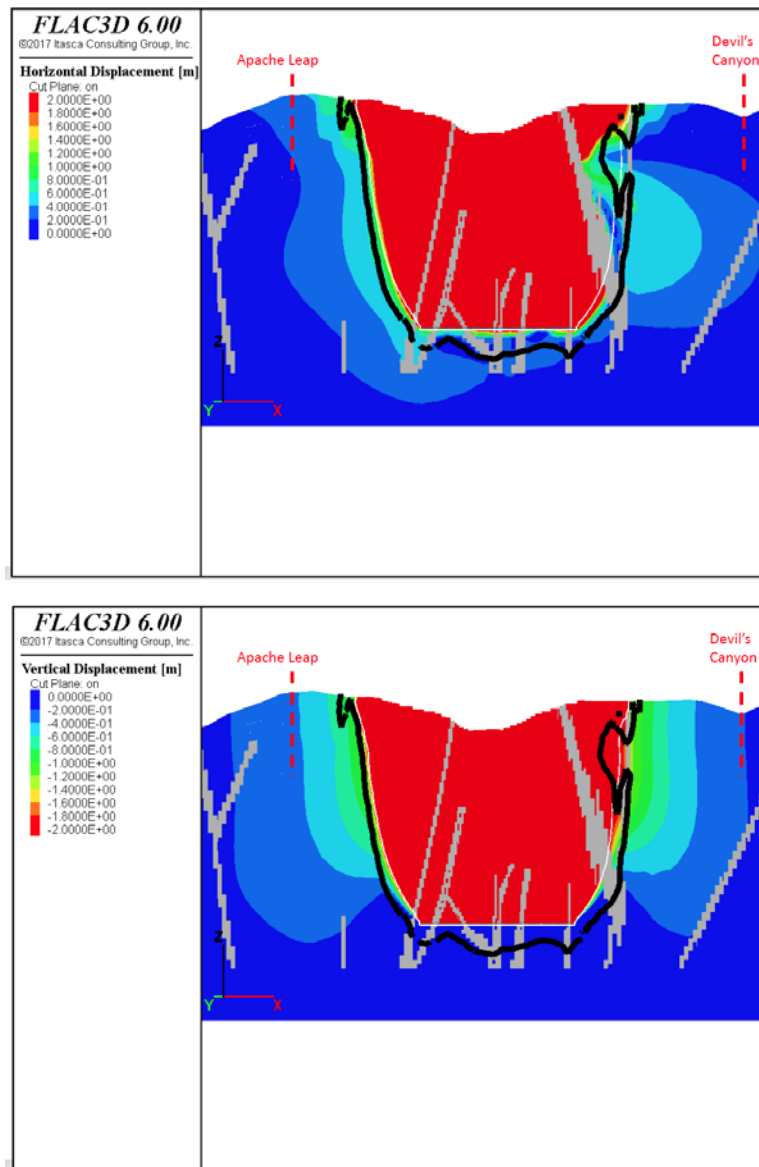 FLAC3D 6.00
©2017 Itasca Consulting Group, Inc.
Horizontal Displacement [m]
Cut Plane: on
2.0000E+00
1.8000E+00
1.6000E+00
1.4000E+00
1.2000E+00
1.0000E+00
8.0000E-01
6.0000E-01
4.0000E-01
2.0000E-01
0.0000E+00
Apache Leap
Devil's
Canyon
Z
Y
X
FLAC3D 6.00
©2017 Itasca Consulting Group, Inc.
Vertical Displacement [m]
Cut Plane: on
0.0000E+00
-2.0000E-01
-4.0000E-01
-6.0000E-01
-8.0000E-01
-1.0000E+00
-1.2000E+00
-1.4000E+00
-1.6000E+00
-1.8000E+00
-2.0000E+00
Apache Leap
Devil's
Canyon
Z
Y
X